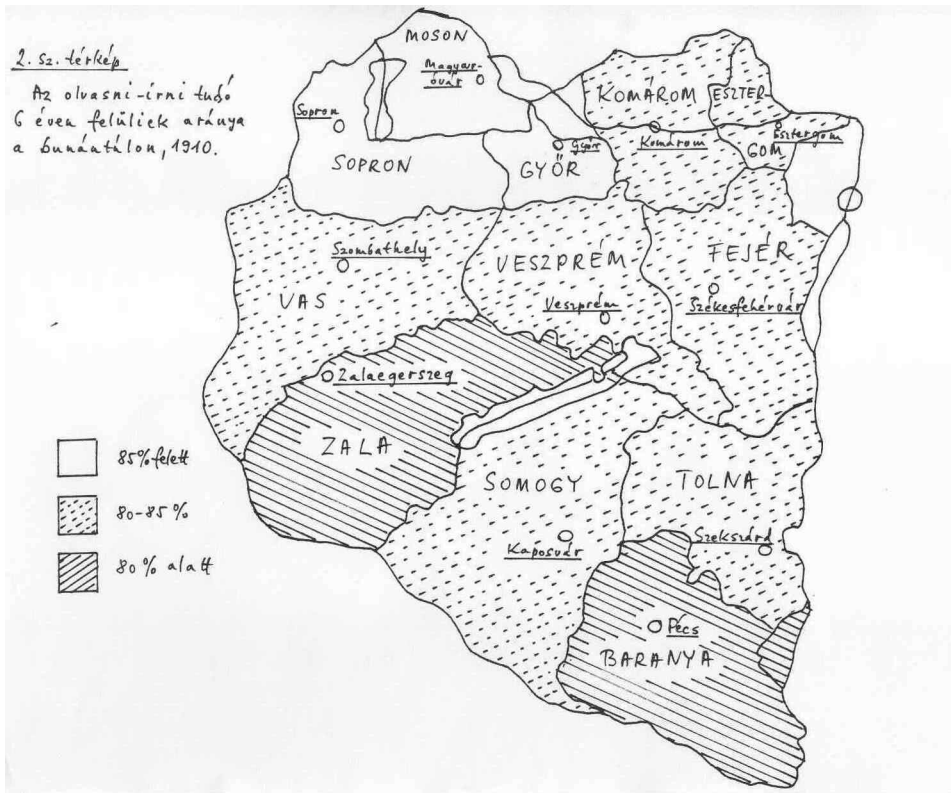 2. sz. térkép
Az olvasni-írni tudó
6 éven felüliek aránya
a Dunántúlon, 1910.
MOSON
Magyar-
óvár
Sopron
SOPRON
Győr
GYŐR
KOMÁROM
Komárom
ESZTER
GOM
Esztergom
Szombathely
VAS
VESZPRÉM
Veszprém
FEJÉR
Székesfehérvár
Zalaegerszeg
ZALA
SOMOGY
Kaposvár
TOLNA
Szekszárd
Pécs
BARANYA
85% felett
80-85 %
80 % alatt